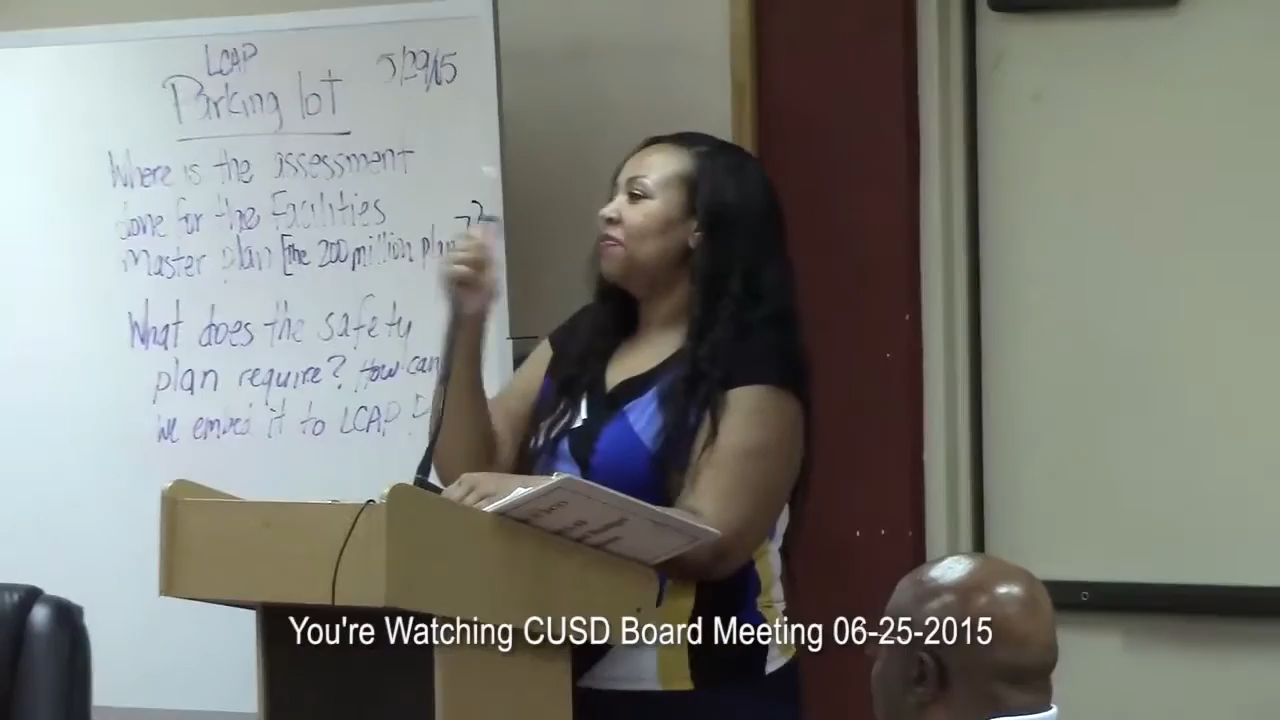 LCAP
Parking lot
5/29/15
Where is the assessment
done for the Facilities
Master plan [the 200 million plan
What does the safety
plan require? How can
we embed it to LCAP?
You're Watching CUSD Board Meeting 06-25-2015